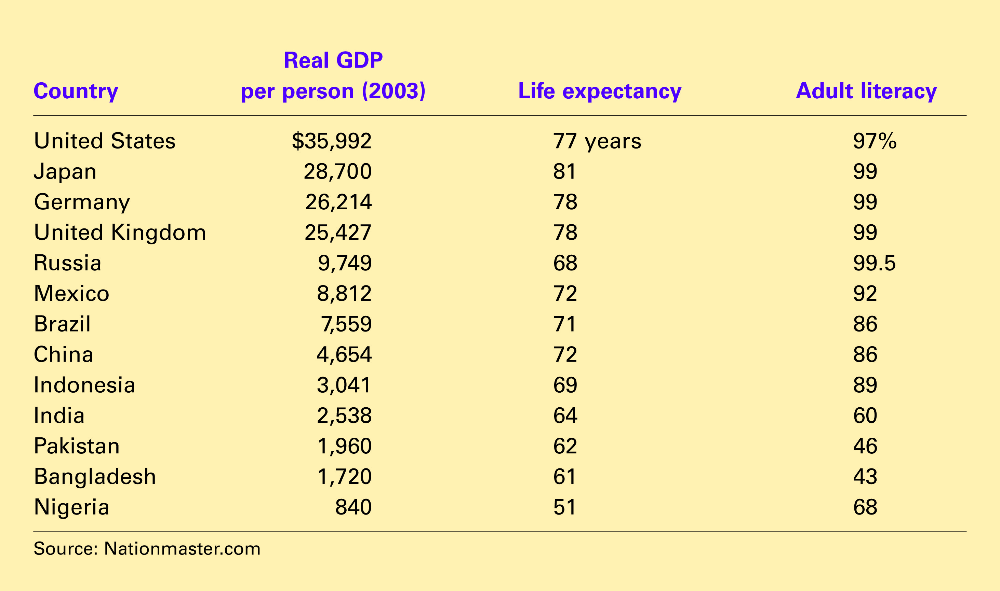 Real GDP
Country per person (2003) Life expectancy Adult literacy
United States $35,992 77 years 97%
Japan 28,700 81 99
Germany 26,214 78 99
United Kingdom 25,427 78 99
Russia 9,749 68 99.5
Mexico 8,812 72 92
Brazil 7,559 71 86
China 4,654 72 86
Indonesia 3,041 69 89
India 2,538 64 60
Pakistan 1,960 62 46
Bangladesh 1,720 61 43
Nigeria 840 51 68
Source: Nationmaster.com